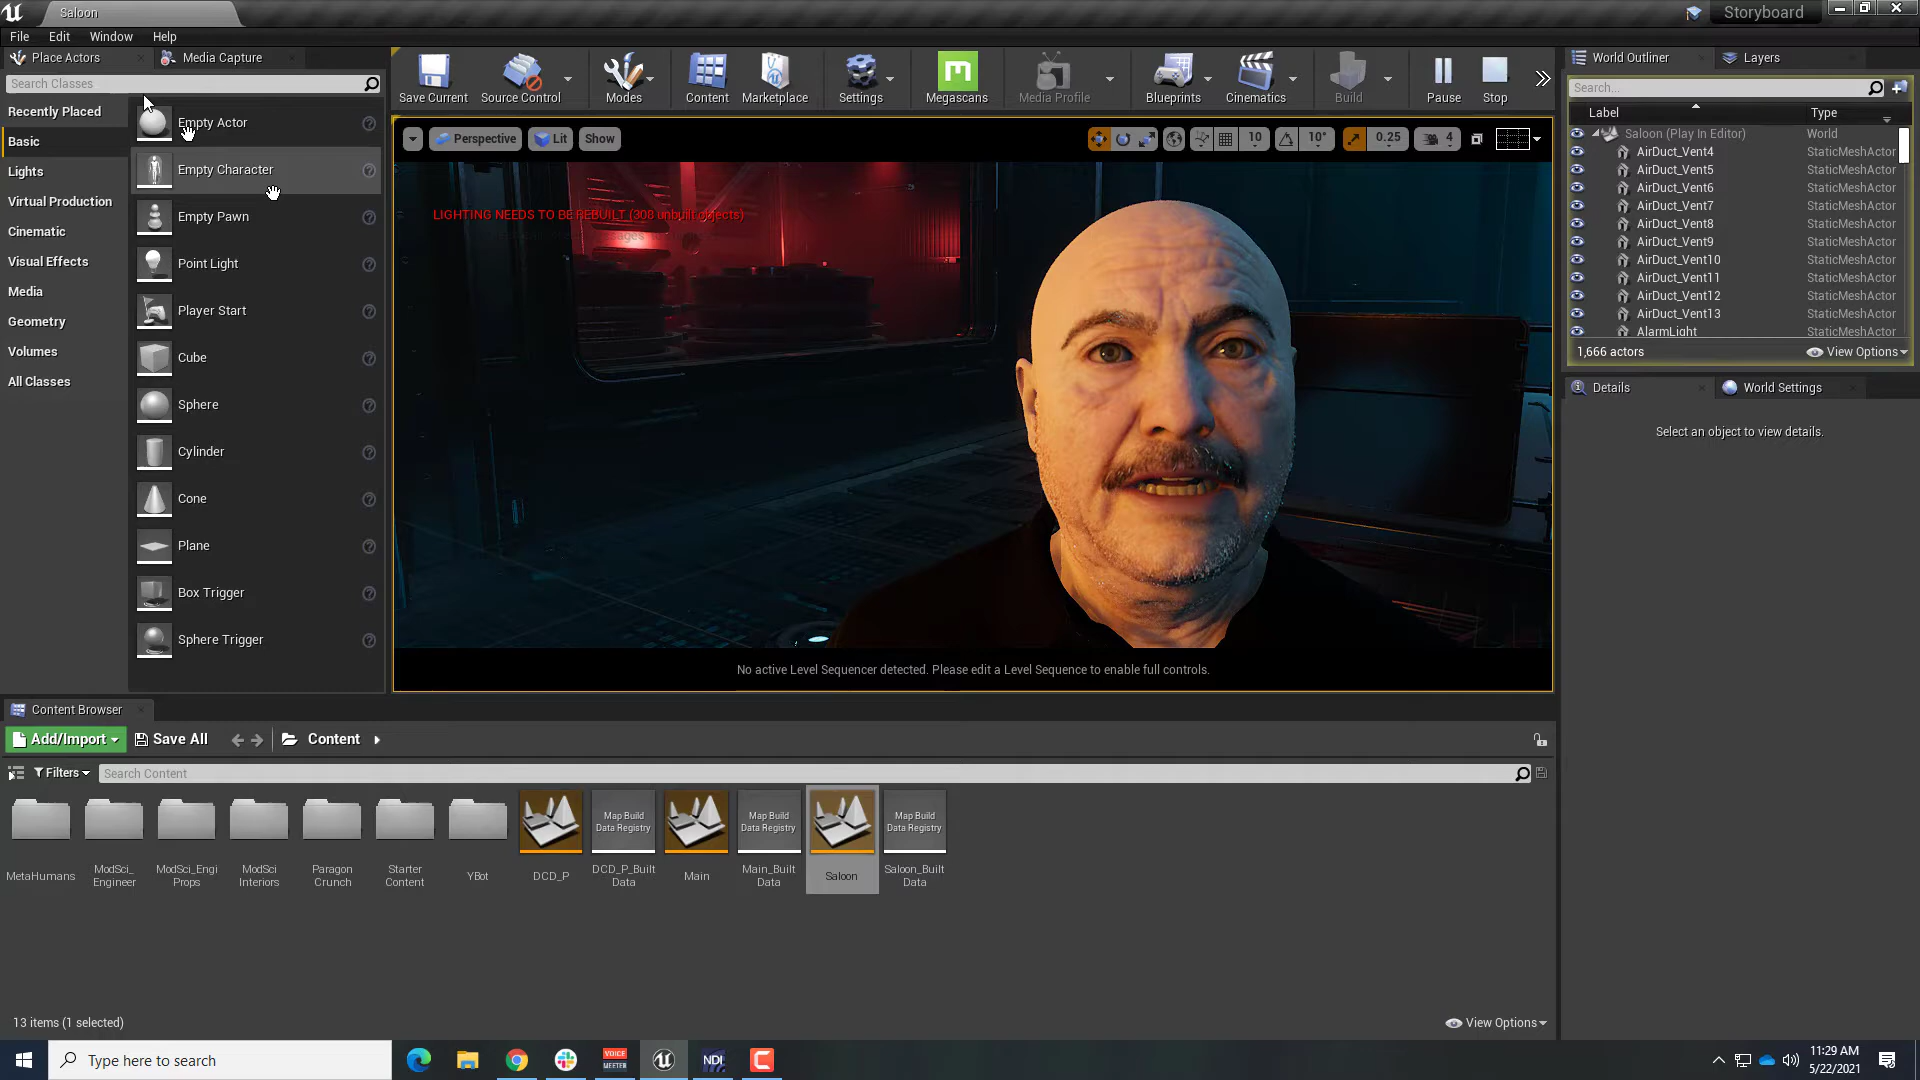 Saloon
Storyboard
File Edit Window Help
Place Actors
Media Capture
Search Classes
Recently Placed
Basic
Lights
Virtual Production
Cinematic
Visual Effects
Media
Geometry
Volumes
All Classes
Empty Actor
Empty Character
Empty Pawn
Point Light
Player Start
Cube
Sphere
Cylinder
Cone
Plane
Box Trigger
Sphere Trigger
Save Current
Source Control
Modes
Content
Marketplace
Settings
Megascans
Media Profile
Blueprints
Cinematics
Build
Pause
Stop
Perspective
Lit
Show
10
10°
0.25
4
LIGHTING NEEDS TO BE REBUILT (308 unbuilt objects)
No active Level Sequencer detected. Please edit a Level Sequence to enable full controls.
World Outliner
Layers
Search...
Label Type
Saloon (Play In Editor) World
AirDuct_Vent4 StaticMeshActor
AirDuct_Vent5 StaticMeshActor
AirDuct_Vent6 StaticMeshActor
AirDuct_Vent7 StaticMeshActor
AirDuct_Vent8 StaticMeshActor
AirDuct_Vent9 StaticMeshActor
AirDuct_Vent10 StaticMeshActor
AirDuct_Vent11 StaticMeshActor
AirDuct_Vent12 StaticMeshActor
AirDuct_Vent13 StaticMeshActor
AlarmLight StaticMeshActor
1,666 actors
View Options
Details
World Settings
Select an object to view details.
Content Browser
Add/Import
Save All
Content
Filters
Search Content
MetaHumans
ModSci_
Engineer
ModSci_Engi
Props
ModSci
Interiors
Paragon
Crunch
Starter
Content
YBot
DCD_P
Map Build
Data Registry
DCD_P_Built
Data
Main
Map Build
Data Registry
Main_Built
Data
Saloon
Map Build
Data Registry
Saloon_Built
Data
13 items (1 selected)
View Options
Type here to search
VOICE
MEETER
NDI
11:29 AM
5/22/2021